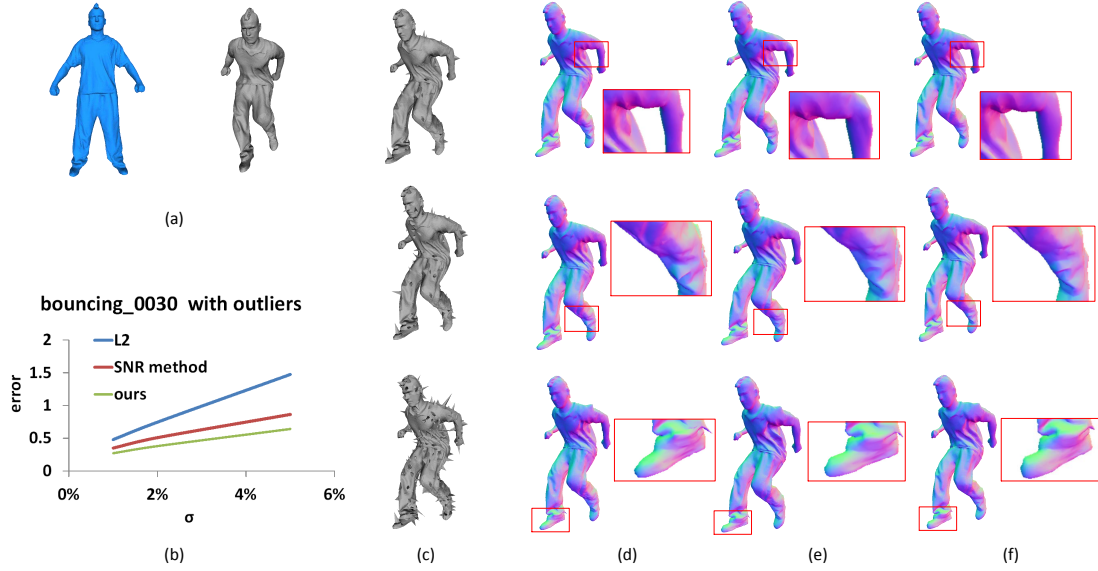 (a)
bouncing_0030 with outliers
2
1.5
1
0.5
0
error
L2
SNR method
ours
0%
2%
4%
6%
σ
(b)
(c)
(d)
(e)
(f)